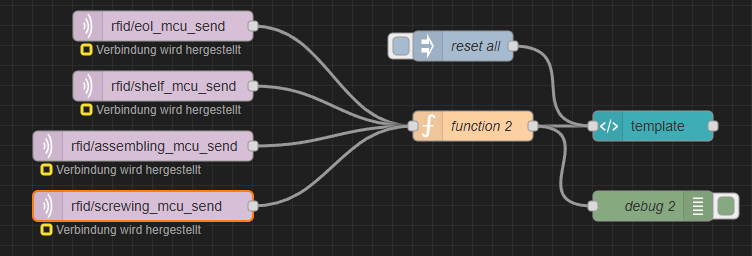 rfid/eol_mcu_send
Verbindung wird hergestellt
reset all
rfid/shelf_mcu_send
Verbindung wird hergestellt
rfid/assembling_mcu_send
function 2
template
Verbindung wird hergestellt
rfid/screwing_mcu_send
debug 2
Verbindung wird hergestellt